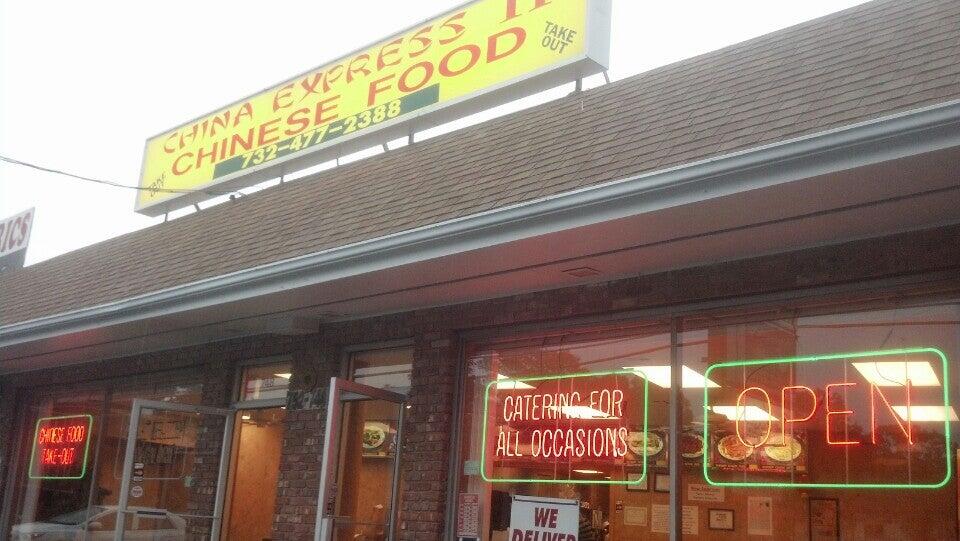 CHINA EXPRESS II
TAKE
OUT
CHINESE FOOD
732-477-2388
RICS
CATERING FOR
ALL OCCASIONS
OPEN
CHINESE FOOD
TAKE-OUT
WE
DELIVER